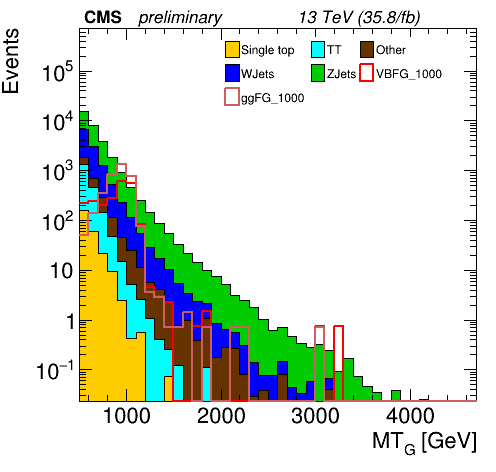 CMS preliminary 13 TeV (35.8/fb)
Events
Single top TT Other
WJets ZJets VBFG_1000
ggFG_1000
10^5
10^4
10^3
10^2
10
1
10^-1
1000 2000 3000 4000
MT_G [GeV]